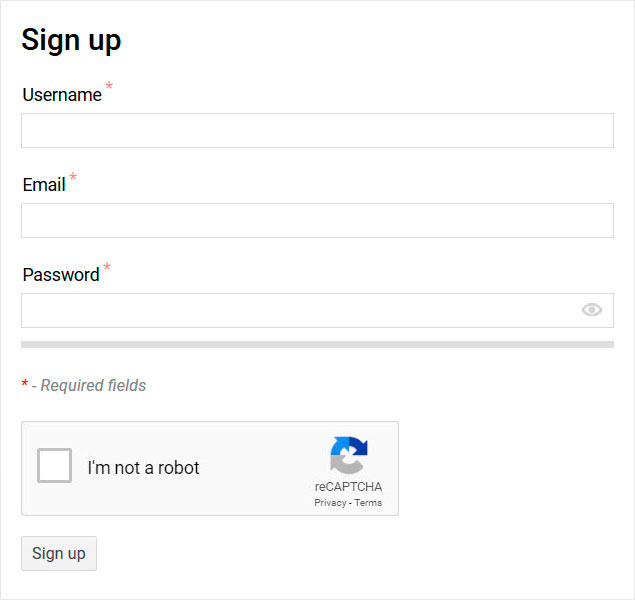 Sign up
Username *
Email *
Password *
* - Required fields
I'm not a robot
reCAPTCHA
Privacy - Terms
Sign up